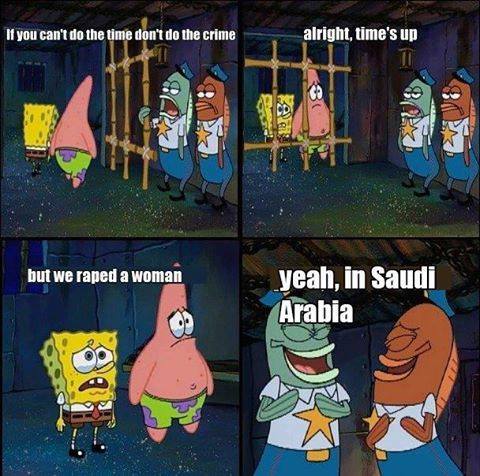 If you can't do the time don't do the crime
alright, time's up
but we raped a woman
yeah, in Saudi
Arabia